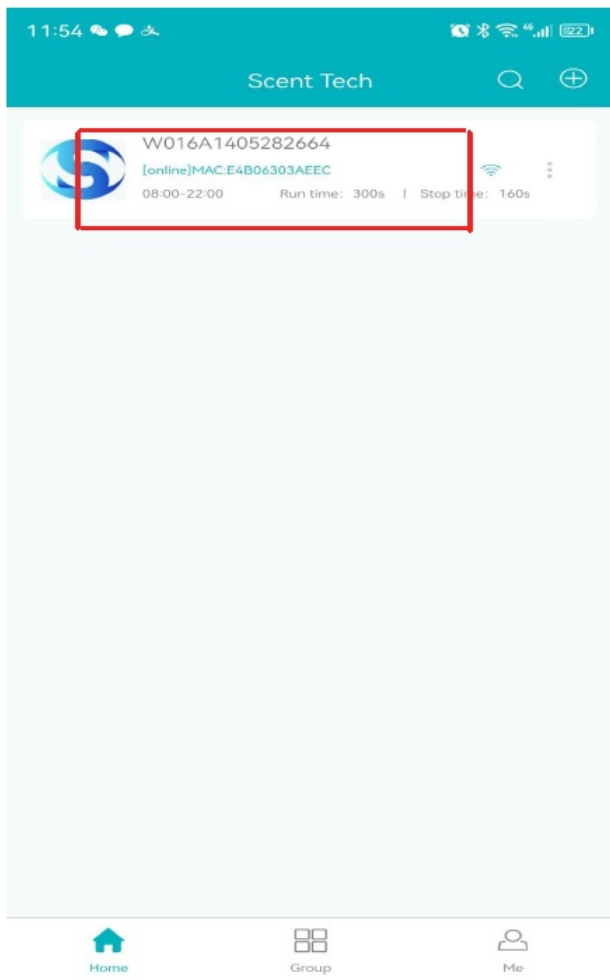 11:54
22
Scent Tech
W016A1405282664
[online]MAC:E4B06303AEEC
08:00-22:00 Run time: 300s | Stop time: 160s
Home Group Me